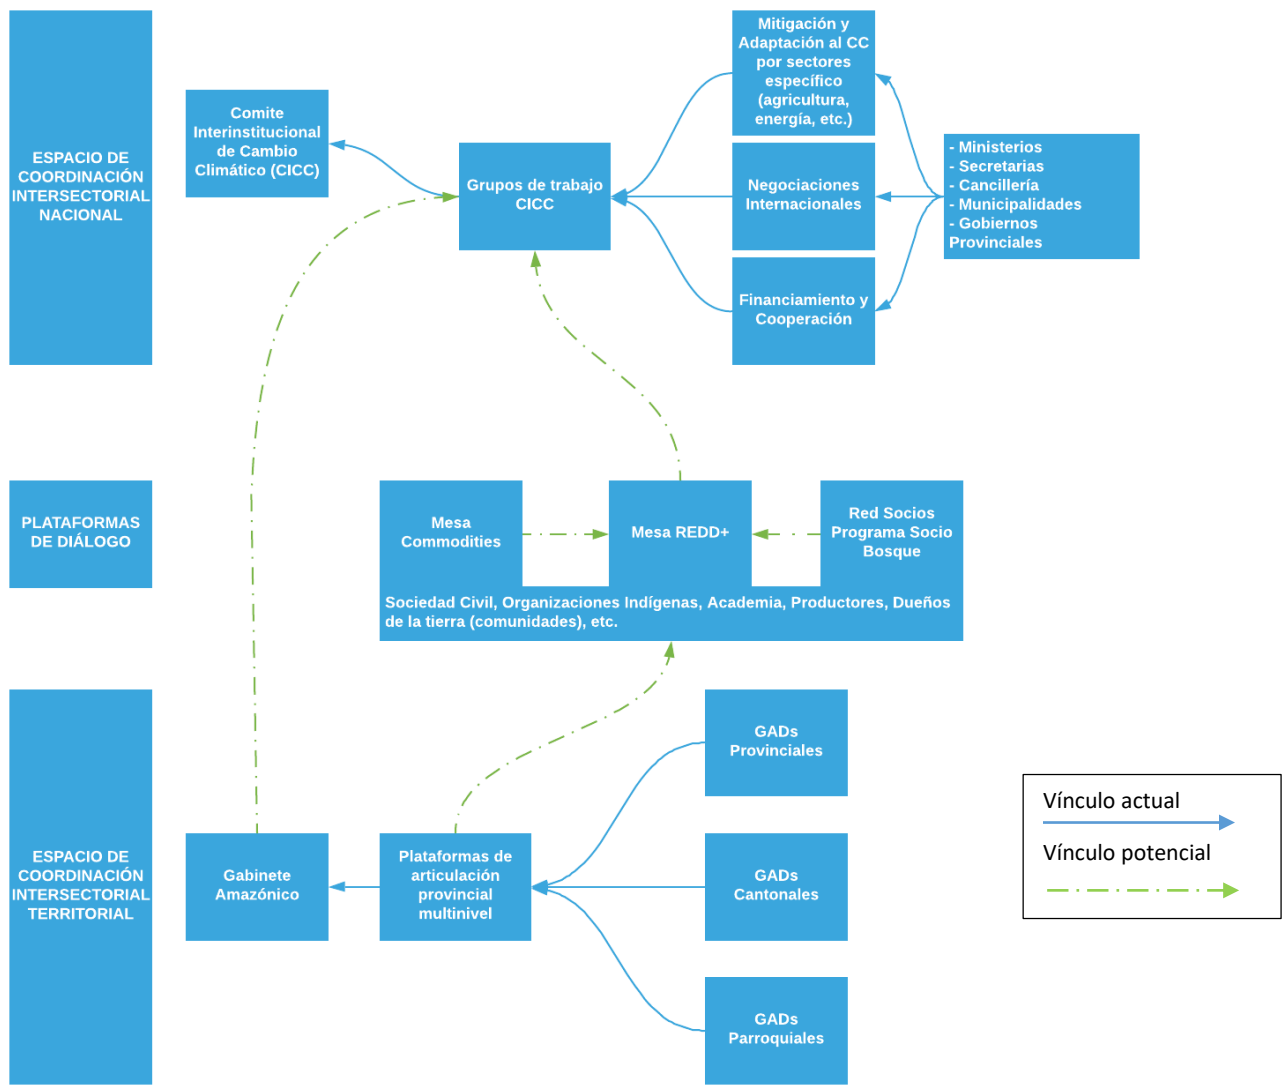 ESPACIO DE
COORDINACIÓN
INTERSECTORIAL
NACIONAL
Comite
Interinstitucional
de Cambio
Climático (CICC)
Grupos de trabajo
CICC
Mitigación y
Adaptación al CC
por sectores
específico
(agricultura,
energía, etc.)
Negociaciones
Internacionales
Financiamiento y
Cooperación
- Ministerios
- Secretarias
- Cancillería
- Municipalidades
- Gobiernos
Provinciales
PLATAFORMAS
DE DIÁLOGO
Mesa
Commodities
Mesa REDD+
Red Socios
Programa Socio
Bosque
Sociedad Civil, Organizaciones Indígenas, Academia, Productores, Dueños
de la tierra (comunidades), etc.
ESPACIO DE
COORDINACIÓN
INTERSECTORIAL
TERRITORIAL
Gabinete
Amazónico
Plataformas de
articulación
provincial
multinivel
GADs
Provinciales
GADs
Cantonales
GADs
Parroquiales
Vínculo actual
Vínculo potencial